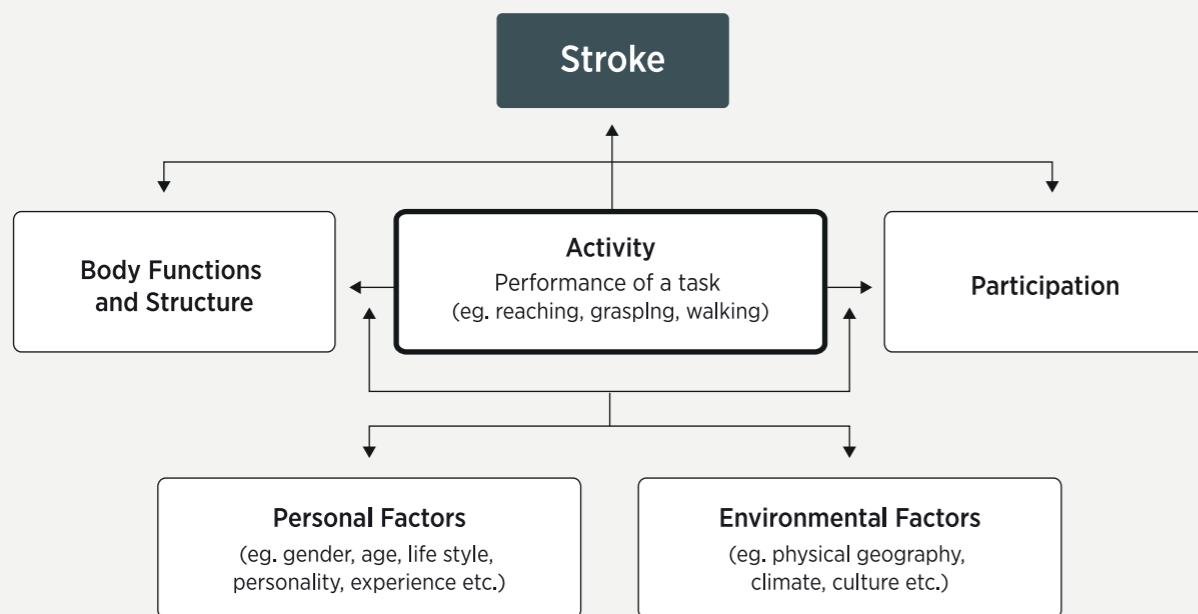 Stroke
Body Functions
and Structure
Activity
Performance of a task
(eg. reaching, graspIng, walking)
Participation
Personal Factors
(eg. gender, age, life style,
personality, experience etc.)
Environmental Factors
(eg. physical geography,
climate, culture etc.)